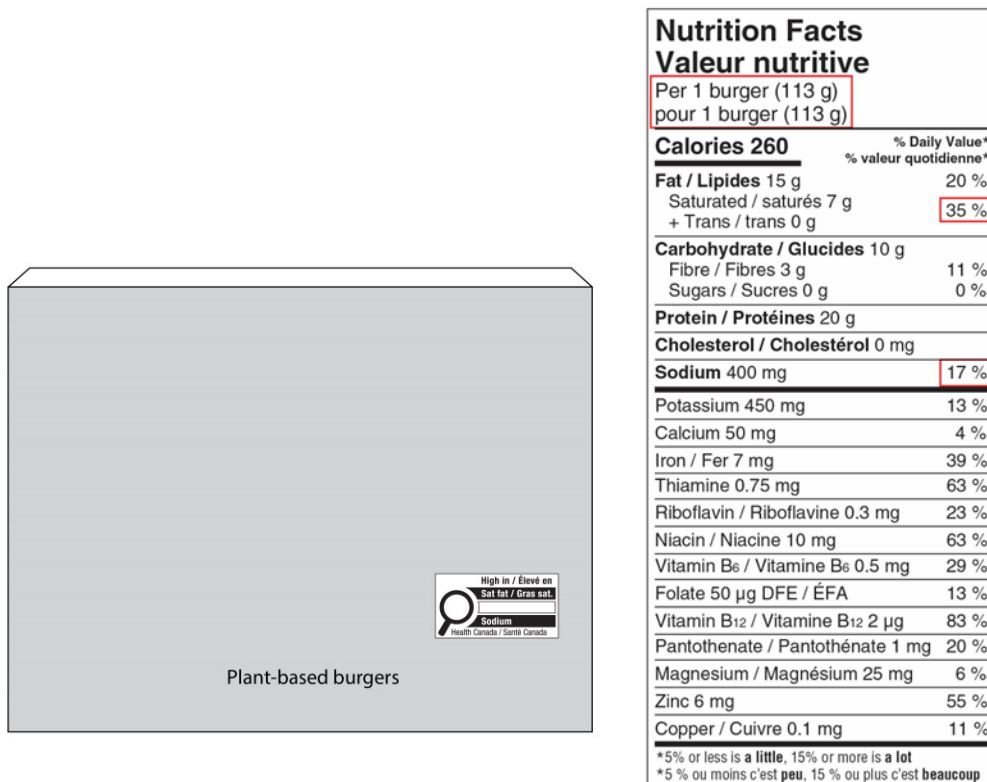 High in / Élevé en
Sat fat / Gras sat.
Sodium
Health Canada / Santé Canada
Plant-based burgers
Nutrition Facts
Valeur nutritive
Per 1 burger (113 g)
pour 1 burger (113 g)
Calories 260 % Daily Value*
% valeur quotidienne*
Fat / Lipides 15 g 20 %
Saturated / saturés 7 g
+ Trans / trans 0 g 35 %
Carbohydrate / Glucides 10 g
Fibre / Fibres 3 g 11 %
Sugars / Sucres 0 g 0 %
Protein / Protéines 20 g
Cholesterol / Cholestérol 0 mg
Sodium 400 mg 17 %
Potassium 450 mg 13 %
Calcium 50 mg 4 %
Iron / Fer 7 mg 39 %
Thiamine 0.75 mg 63 %
Riboflavin / Riboflavine 0.3 mg 23 %
Niacin / Niacine 10 mg 63 %
Vitamin B6 / Vitamine B6 0.5 mg 29 %
Folate 50 µg DFE / ÉFA 13 %
Vitamin B12 / Vitamine B12 2 µg 83 %
Pantothenate / Pantothénate 1 mg 20 %
Magnesium / Magnésium 25 mg 6 %
Zinc 6 mg 55 %
Copper / Cuivre 0.1 mg 11 %
*5% or less is a little, 15% or more is a lot
*5 % ou moins c'est peu, 15 % ou plus c'est beaucoup